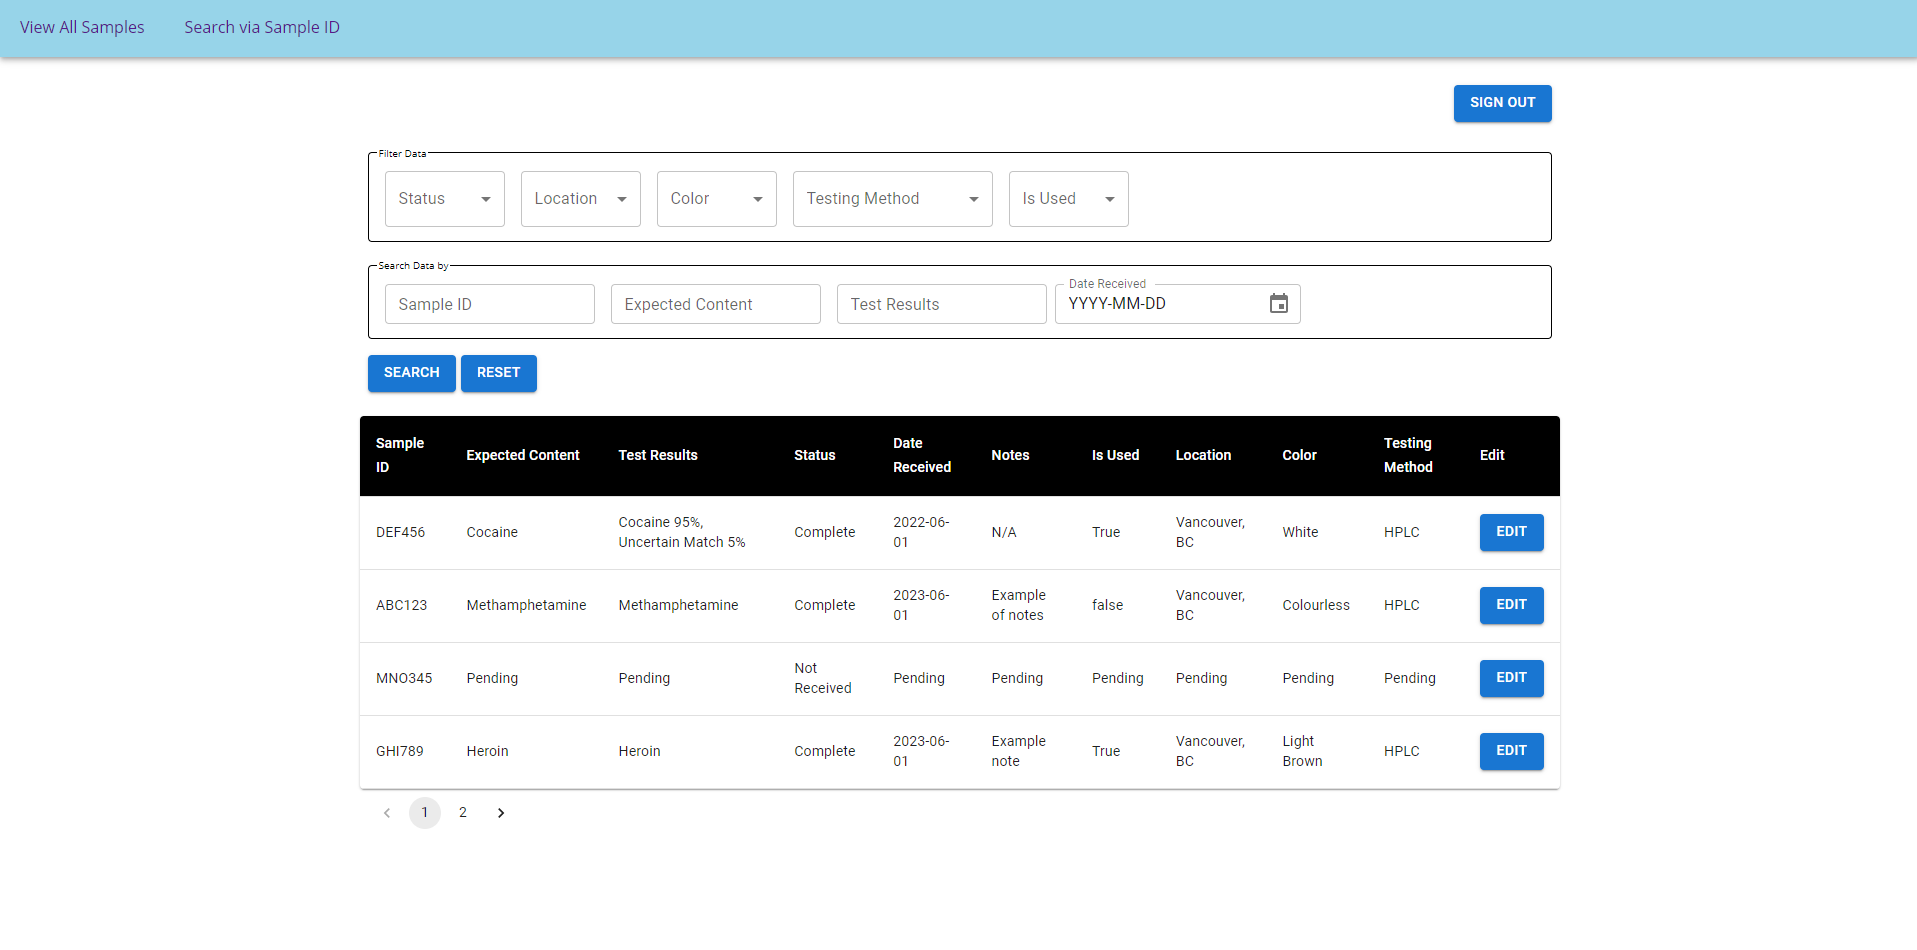 View All Samples Search via Sample ID
SIGN OUT
Filter Data
Status Location Color Testing Method Is Used
Search Data by
Date Received
Sample ID Expected Content Test Results YYYY-MM-DD
SEARCH RESET
Sample ID Expected Content Test Results Status Date Received Notes Is Used Location Color Testing Method Edit
DEF456 Cocaine Cocaine 95%, Uncertain Match 5% Complete 2022-06-01 N/A True Vancouver, BC White HPLC EDIT
ABC123 Methamphetamine Methamphetamine Complete 2023-06-01 Example of notes false Vancouver, BC Colourless HPLC EDIT
MNO345 Pending Pending Not Received Pending Pending Pending Pending Pending Pending EDIT
GHI789 Heroin Heroin Complete 2023-06-01 Example note True Vancouver, BC Light Brown HPLC EDIT
1 2